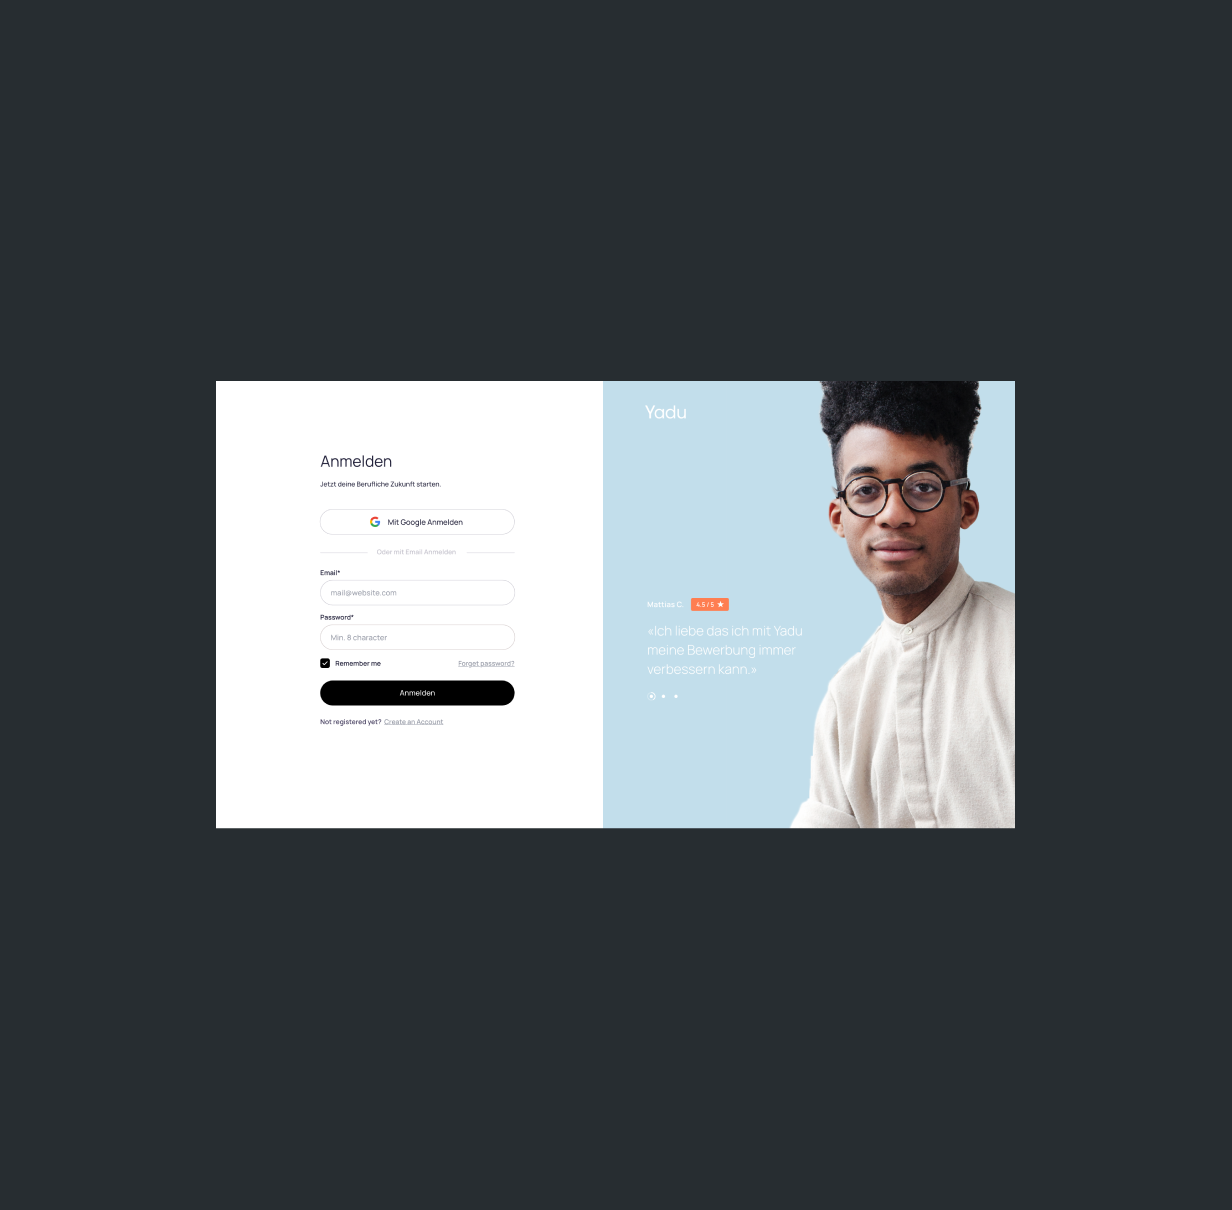 Anmelden
Jetzt deine Berufliche Zukunft starten.
Mit Google Anmelden
Oder mit Email Anmelden
Email*
mail@website.com
Password*
Min. 8 character
Remember me
Forget password?
Anmelden
Not registered yet? Create an Account
Yadu
Mattias C. 4.5 / 5 ★
«Ich liebe das ich mit Yadu
meine Bewerbung immer
verbessern kann.»